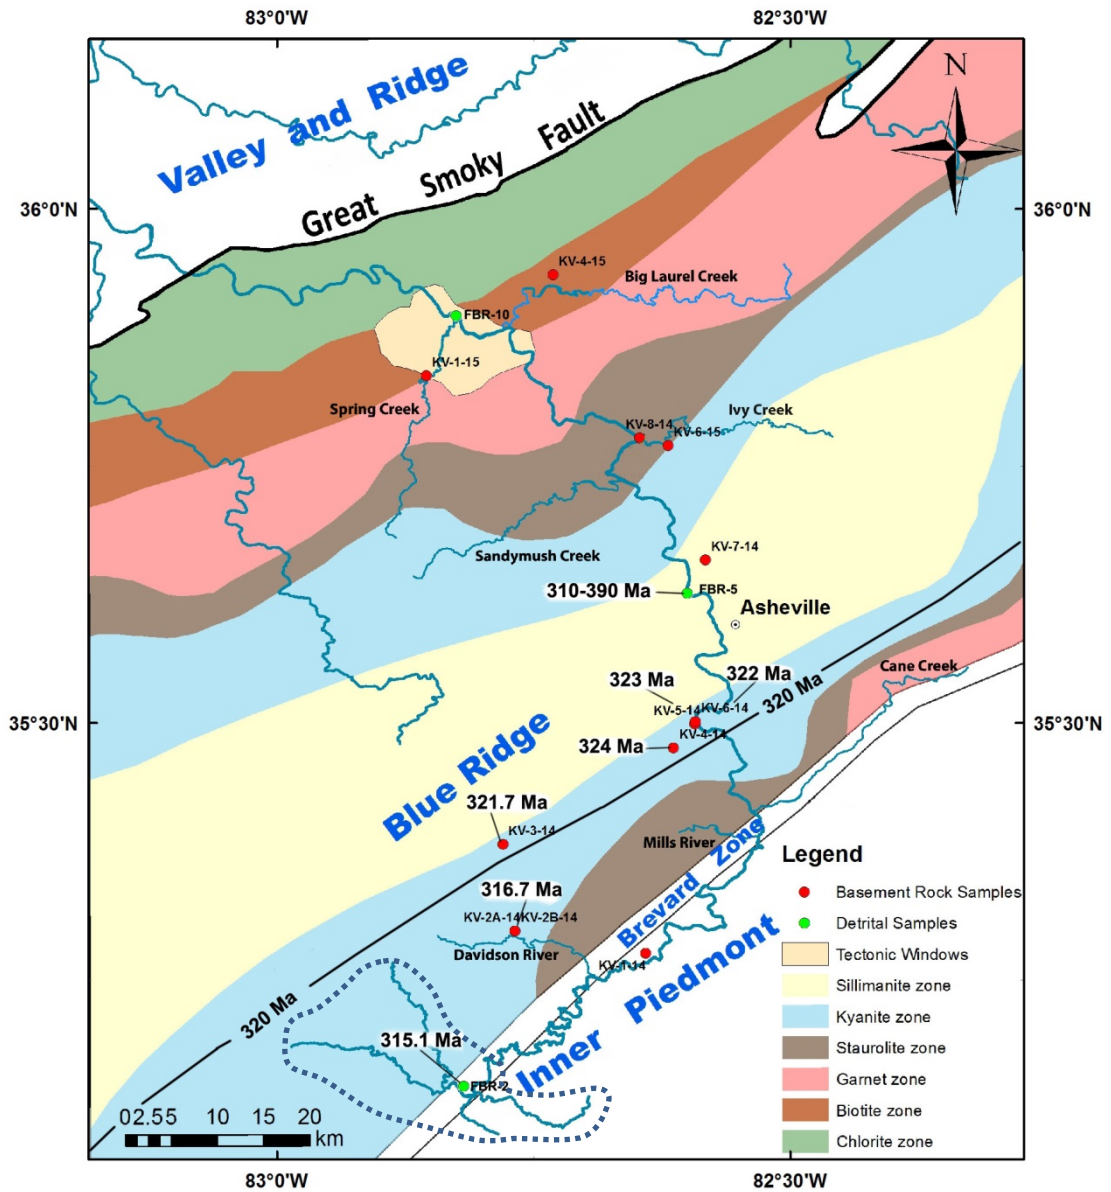 83°0'W
82°30'W
Valley and Ridge
N
Great Smoky Fault
36°0'N
36°0'N
KV-4-15
Big Laurel Creek
FBR-10
KV-1-15
Spring Creek
Ivy Creek
KV-8-14
KV-6-15
Sandymush Creek
KV-7-14
310-390 Ma
FBR-5
Asheville
Cane Creek
323 Ma
322 Ma
320 Ma
KV-5-14
KV-6-14
35°30'N
35°30'N
KV-4-14
324 Ma
Blue Ridge
321.7 Ma
KV-3-14
Mills River
Brevard Zone
316.7 Ma
KV-2A-14
KV-2B-14
Davidson River
KV-1-14
Inner Piedmont
320 Ma
315.1 Ma
FBR-2
Legend
Basement Rock Samples
Detrital Samples
Tectonic Windows
Sillimanite zone
Kyanite zone
Staurolite zone
Garnet zone
Biotite zone
Chlorite zone
02.55 10 15 20
km
83°0'W
82°30'W